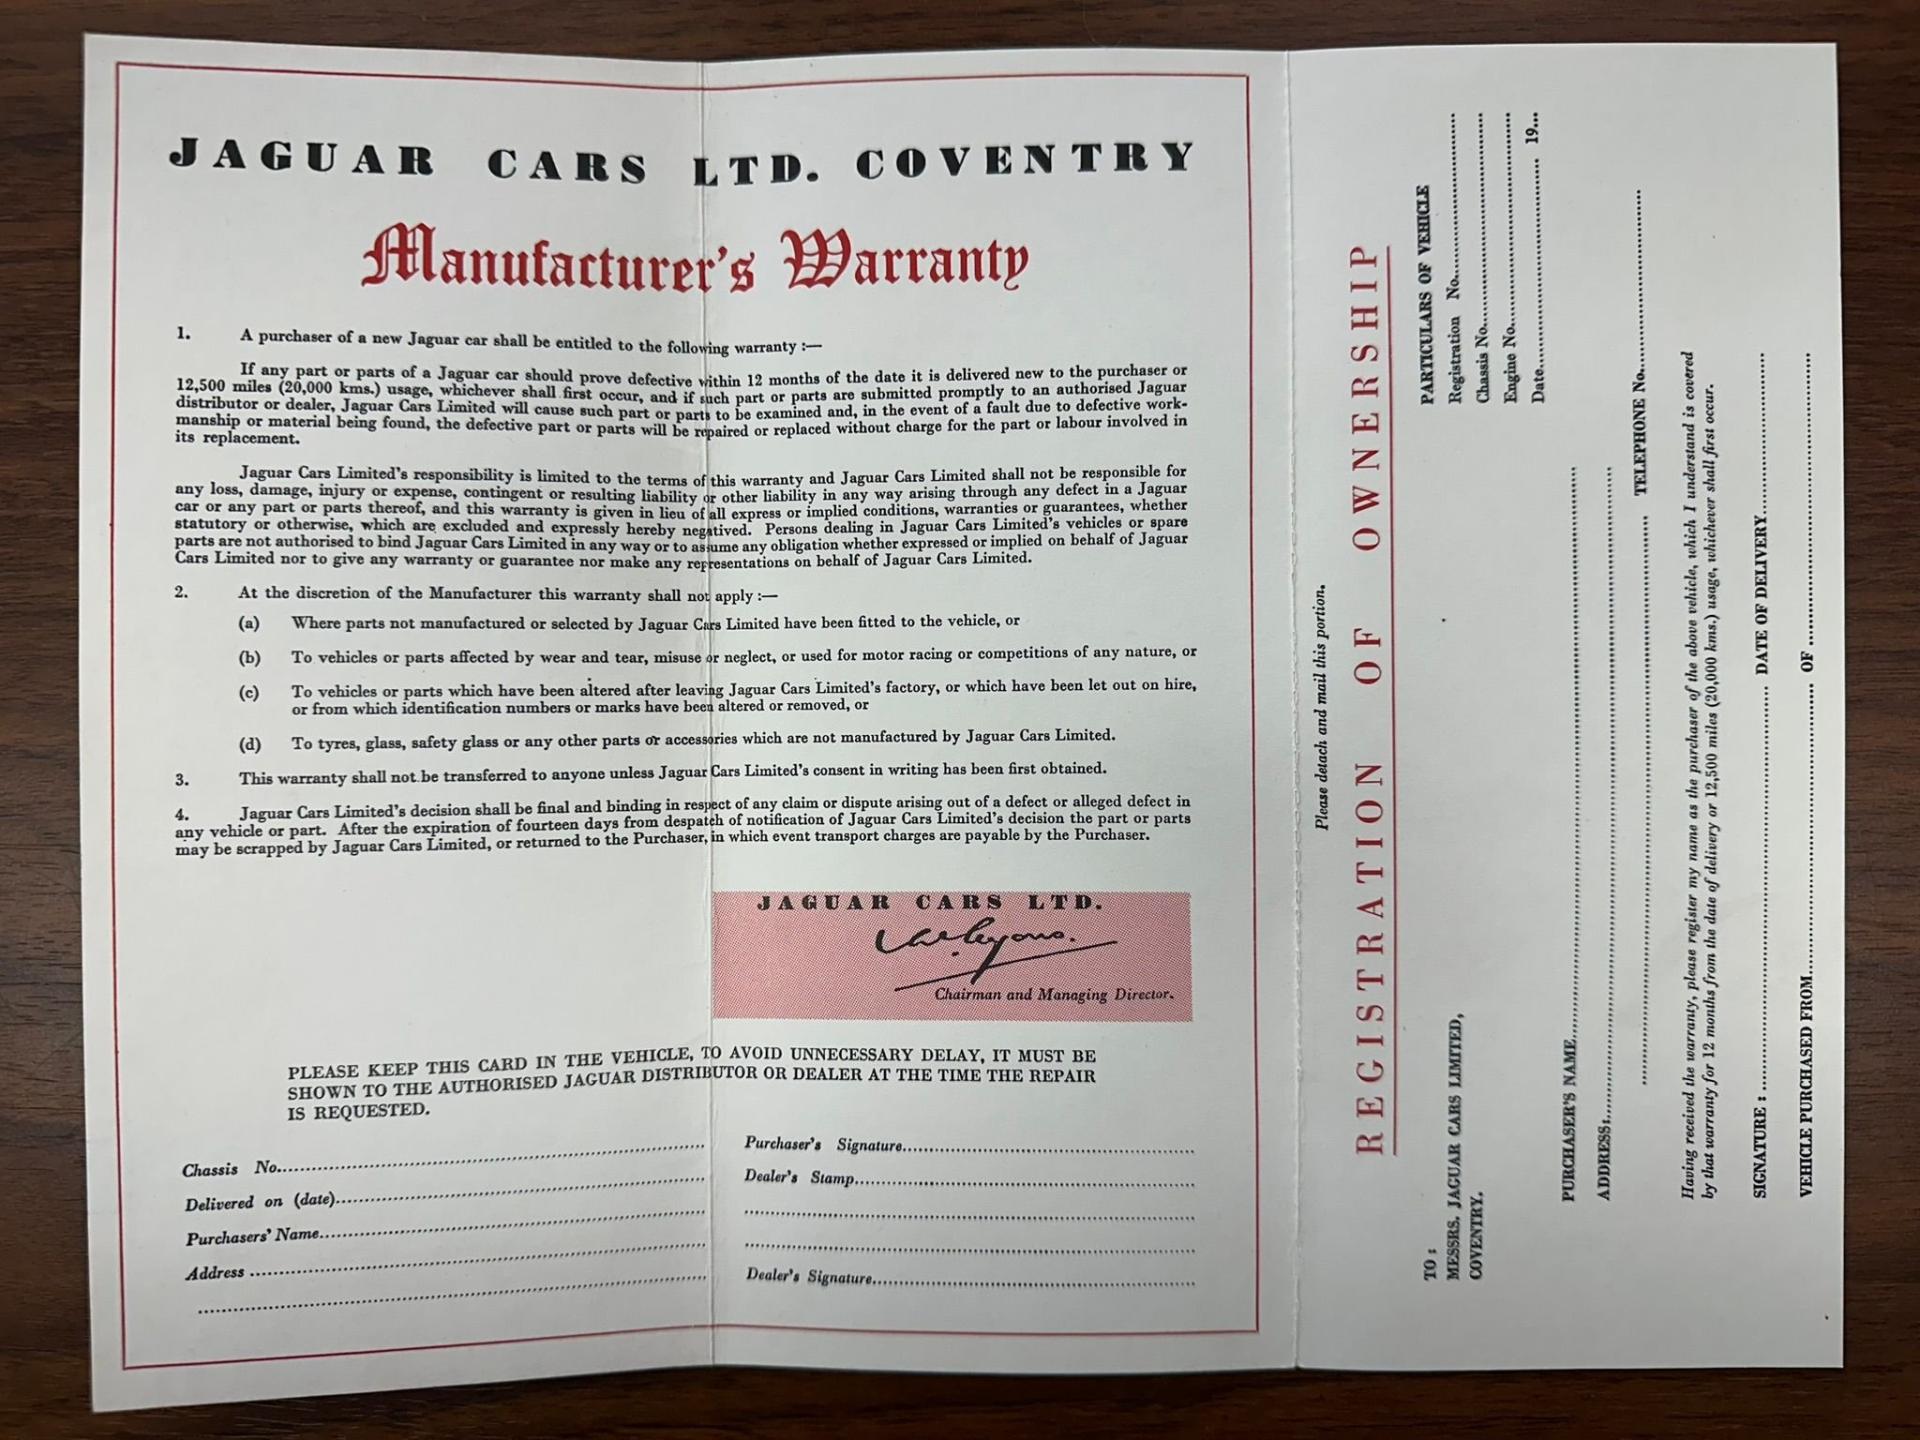 JAGUAR CARS LTD. COVENTRY
Manufacturer's Warranty
1. A purchaser of a new Jaguar car shall be entitled to the following warranty :—
If any part or parts of a Jaguar car should prove defective within 12 months of the date it is delivered new to the purchaser or
12,500 miles (20,000 kms.) usage, whichever shall first occur, and if such part or parts are submitted promptly to an authorised Jaguar
distributor or dealer, Jaguar Cars Limited will cause such part or parts to be examined and, in the event of a fault due to defective work-
manship or material being found, the defective part or parts will be repaired or replaced without charge for the part or labour involved in
its replacement.
Jaguar Cars Limited's responsibility is limited to the terms of this warranty and Jaguar Cars Limited shall not be responsible for
any loss, damage, injury or expense, contingent or resulting liability or other liability in any way arising through any defect in a Jaguar
car or any part or parts thereof, and this warranty is given in lieu of all express or implied conditions, warranties or guarantees, whether
statutory or otherwise, which are excluded and expressly hereby negatived. Persons dealing in Jaguar Cars Limited's vehicles or spare
parts are not authorised to bind Jaguar Cars Limited in any way or to assume any obligation whether expressed or implied on behalf of Jaguar
Cars Limited nor to give any warranty or guarantee nor make any representations on behalf of Jaguar Cars Limited.
2. At the discretion of the Manufacturer this warranty shall not apply :—
(a) Where parts not manufactured or selected by Jaguar Cars Limited have been fitted to the vehicle, or
(b) To vehicles or parts affected by wear and tear, misuse or neglect, or used for motor racing or competitions of any nature, or
(c) To vehicles or parts which have been altered after leaving Jaguar Cars Limited's factory, or which have been let out on hire,
or from which identification numbers or marks have been altered or removed, or
(d) To tyres, glass, safety glass or any other parts or accessories which are not manufactured by Jaguar Cars Limited.
3. This warranty shall not be transferred to anyone unless Jaguar Cars Limited's consent in writing has been first obtained.
4. Jaguar Cars Limited's decision shall be final and binding in respect of any claim or dispute arising out of a defect or alleged defect in
any vehicle or part. After the expiration of fourteen days from despatch of notification of Jaguar Cars Limited's decision the part or parts
may be scrapped by Jaguar Cars Limited, or returned to the Purchaser, in which event transport charges are payable by the Purchaser.
JAGUAR CARS LTD.
Chairman and Managing Director.
PLEASE KEEP THIS CARD IN THE VEHICLE, TO AVOID UNNECESSARY DELAY, IT MUST BE
SHOWN TO THE AUTHORISED JAGUAR DISTRIBUTOR OR DEALER AT THE TIME THE REPAIR
IS REQUESTED.
Chassis No.
Delivered on (date)
Purchasers' Name
Address
Purchaser's Signature
Dealer's Stamp
Dealer's Signature
Please detach and mail this portion.
REGISTRATION OF OWNERSHIP
TO :
MESSRS. JAGUAR CARS LIMITED,
COVENTRY.
PARTICULARS OF VEHICLE
Registration No.
Chassis No.
Engine No.
Date 19...
PURCHASER'S NAME
ADDRESS:
TELEPHONE No.
Having received the warranty, please register my name as the purchaser of the above vehicle, which I understand is covered
by that warranty for 12 months from the date of delivery or 12,500 miles (20,000 kms.) usage, whichever shall first occur.
SIGNATURE : DATE OF DELIVERY
VEHICLE PURCHASED FROM OF